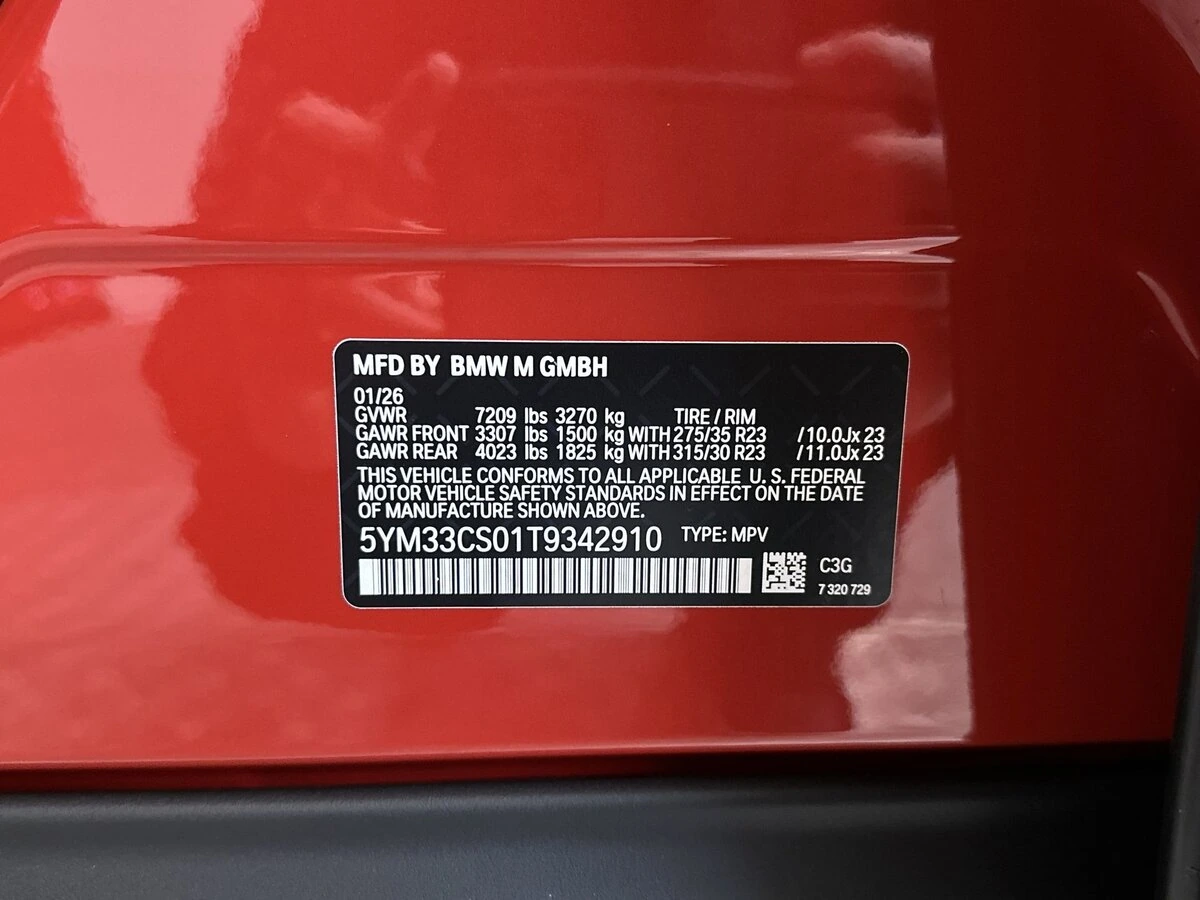 MFD BY BMW M GMBH
01/26
GVWR 7209 lbs 3270 kg TIRE / RIM
GAWR FRONT 3307 lbs 1500 kg WITH 275/35 R23 /10.0Jx 23
GAWR REAR 4023 lbs 1825 kg WITH 315/30 R23 /11.0Jx 23
THIS VEHICLE CONFORMS TO ALL APPLICABLE U. S. FEDERAL
MOTOR VEHICLE SAFETY STANDARDS IN EFFECT ON THE DATE
OF MANUFACTURE SHOWN ABOVE.
5YM33CS01T9342910 TYPE: MPV
C3G
7 320 729